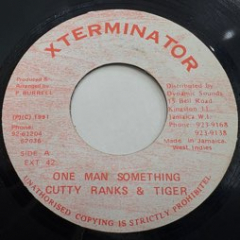 XTERMINATOR
Produced &
Arranged by
P. BURRELL
(P)(C) 1991
Phone:
SIDE A
EXT 42
Distributed by
Dynamic Sounds
15 Bell Road
Kingston 11,
Jamaica W.I.
Phone:
923-9168
923-9138
Made in
West, Indies
ONE MAN SOMETHING
CUTTY RANKS & TIGER
UNAUTHORISED COPYING IS STRICTLY PROHIBITED